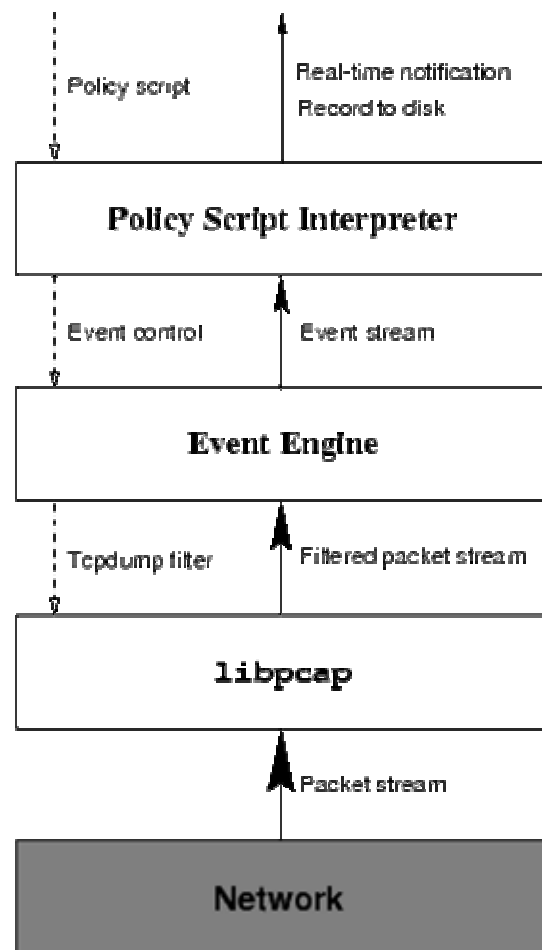 Policy script
Real-time notification
Record to disk
Policy Script Interpreter
Event control
Event stream
Event Engine
Tcpdump filter
Filtered packet stream
libpcap
Packet stream
Network